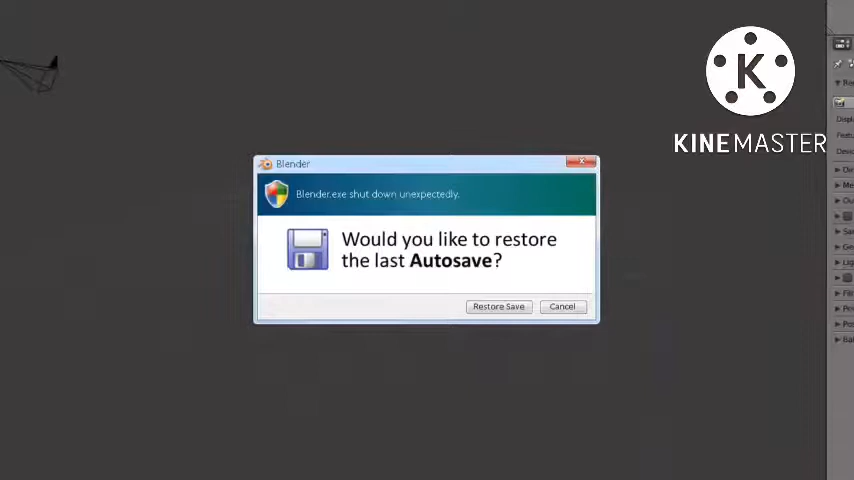 KINEMASTER
Blender
Blender.exe shut down unexpectedly.
Would you like to restore
the last Autosave?
Restore Save Cancel